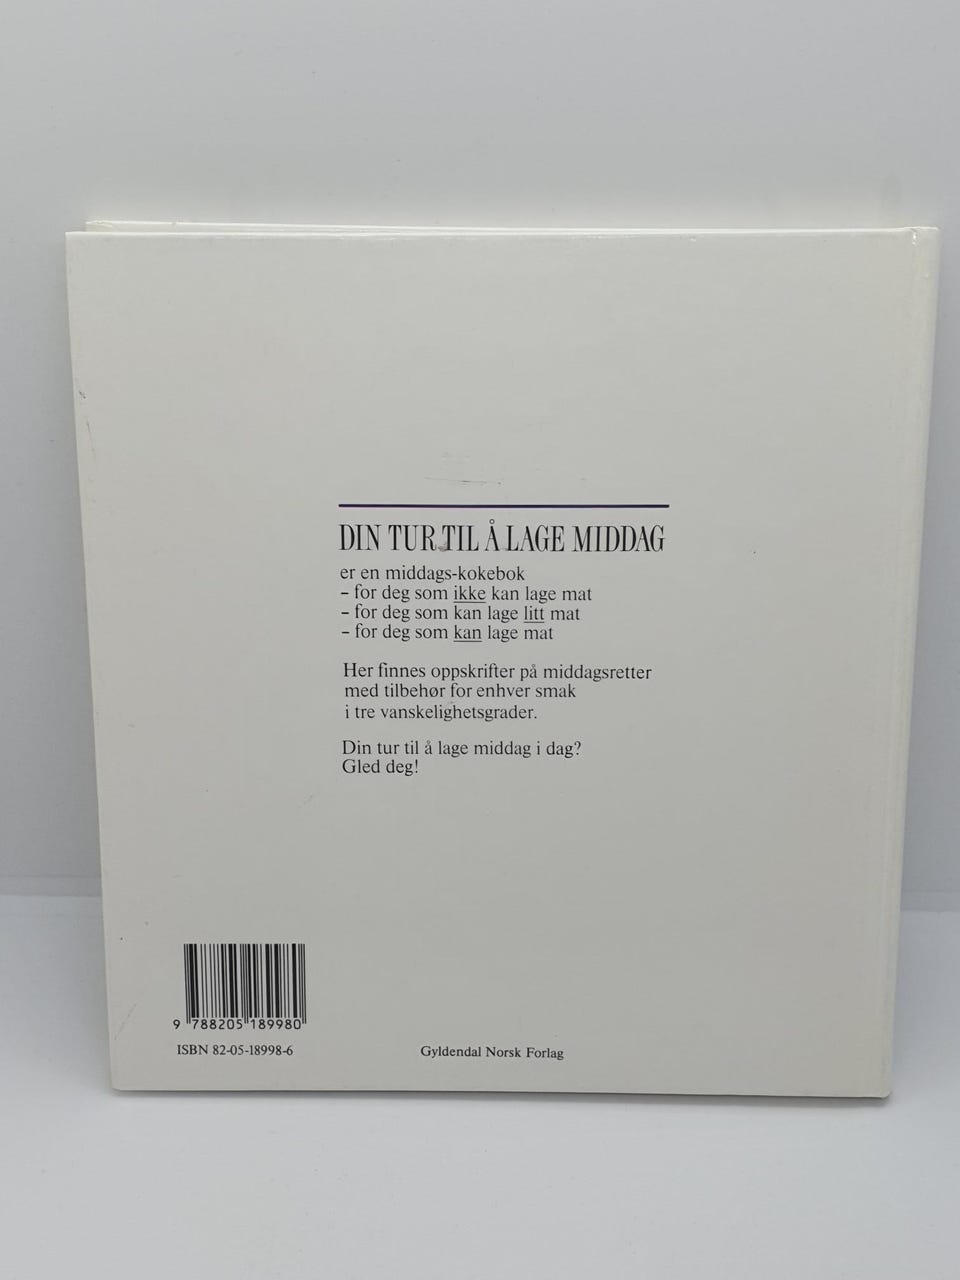 DIN TUR TIL Å LAGE MIDDAG
er en middags-kokebok
– for deg som ikke kan lage mat
– for deg som kan lage litt mat
– for deg som kan lage mat
Her finnes oppskrifter på middagsretter
med tilbehør for enhver smak
i tre vanskelighetsgrader.
Din tur til å lage middag i dag?
Gled deg!
9 788205 189980
ISBN 82-05-18998-6
Gyldendal Norsk Forlag